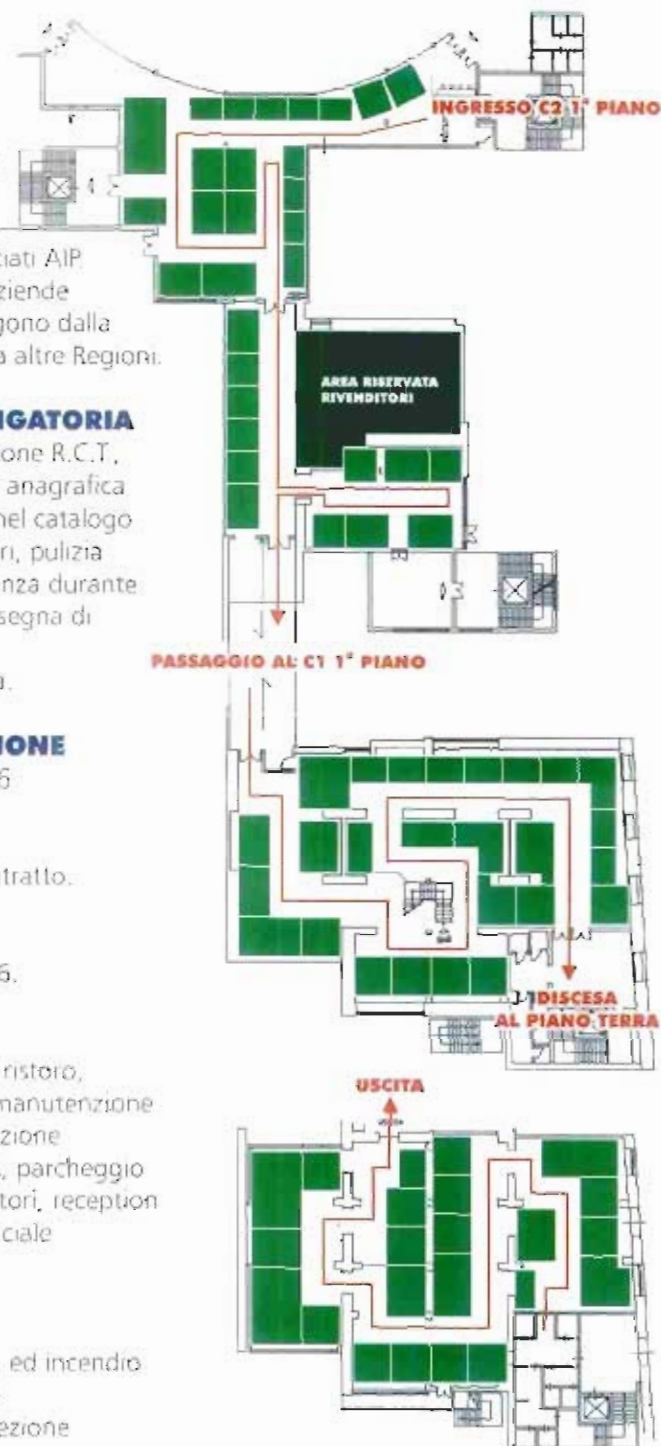 INGRESSO C2 1° PIANO
ciati AIP.
ziende
gono dalla
a altre Regioni.
AREA RISERVATA
RIVENDITORI
IGATORIA
one R.C.T.,
anagrafica
nel catalogo
ri, pulizia
nza durante
segna di
PASSAGGIO AL C1 1° PIANO
a.
IONE
6
tratto.
6.
DISCESA
AL PIANO TERRA
ristoro,
manutenzione
zione
, parcheggio
tori, reception
ciale
USCITA
ed incendio
ezione